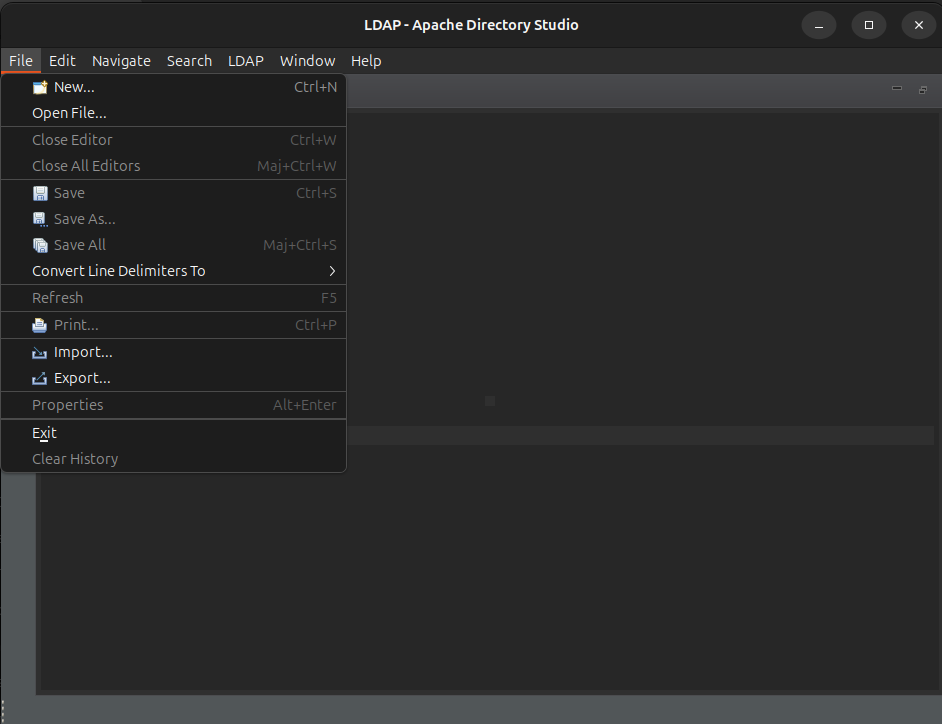 LDAP - Apache Directory Studio
File Edit Navigate Search LDAP Window Help
New... Ctrl+N
Open File...
Close Editor Ctrl+W
Close All Editors Maj+Ctrl+W
Save Ctrl+S
Save As...
Save All Maj+Ctrl+S
Convert Line Delimiters To
Refresh F5
Print... Ctrl+P
Import...
Export...
Properties Alt+Enter
Exit
Clear History